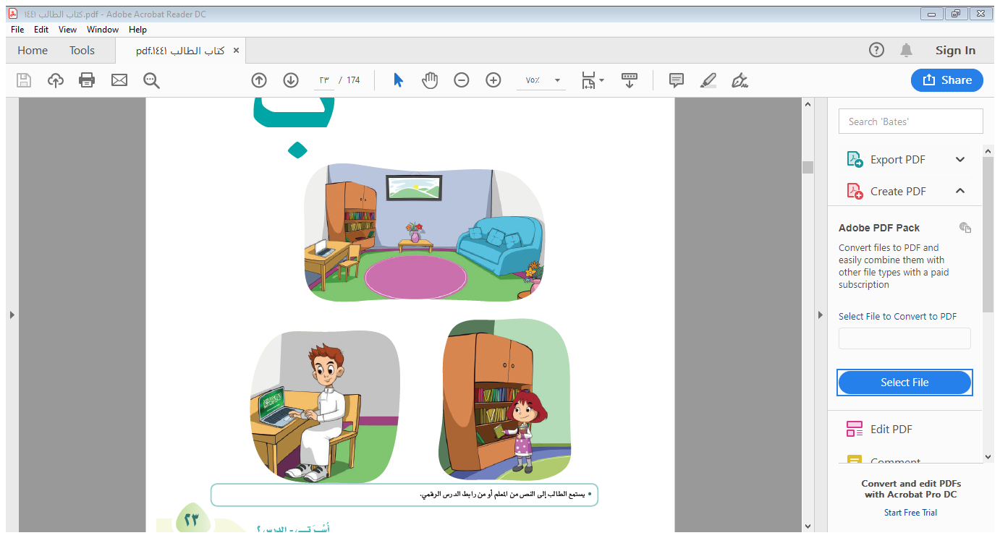 كتاب الطالب ١٤٤١.pdf - Adobe Acrobat Reader DC
File Edit View Window Help
Home Tools كتاب الطالب ١٤٤١.pdf × Sign In
٢٣ / 174 ٧٥٪ Share
Search 'Bates'
Export PDF
Create PDF
Adobe PDF Pack
Convert files to PDF and
easily combine them with
other file types with a paid
subscription
Select File to Convert to PDF
Select File
Edit PDF
Comment
Convert and edit PDFs
with Acrobat Pro DC
Start Free Trial
• يستمع الطالب إلى النص من المعلم أو من رابط الدرس الرقمي.
٢٣
أُسْرَتي - الدرس ٢